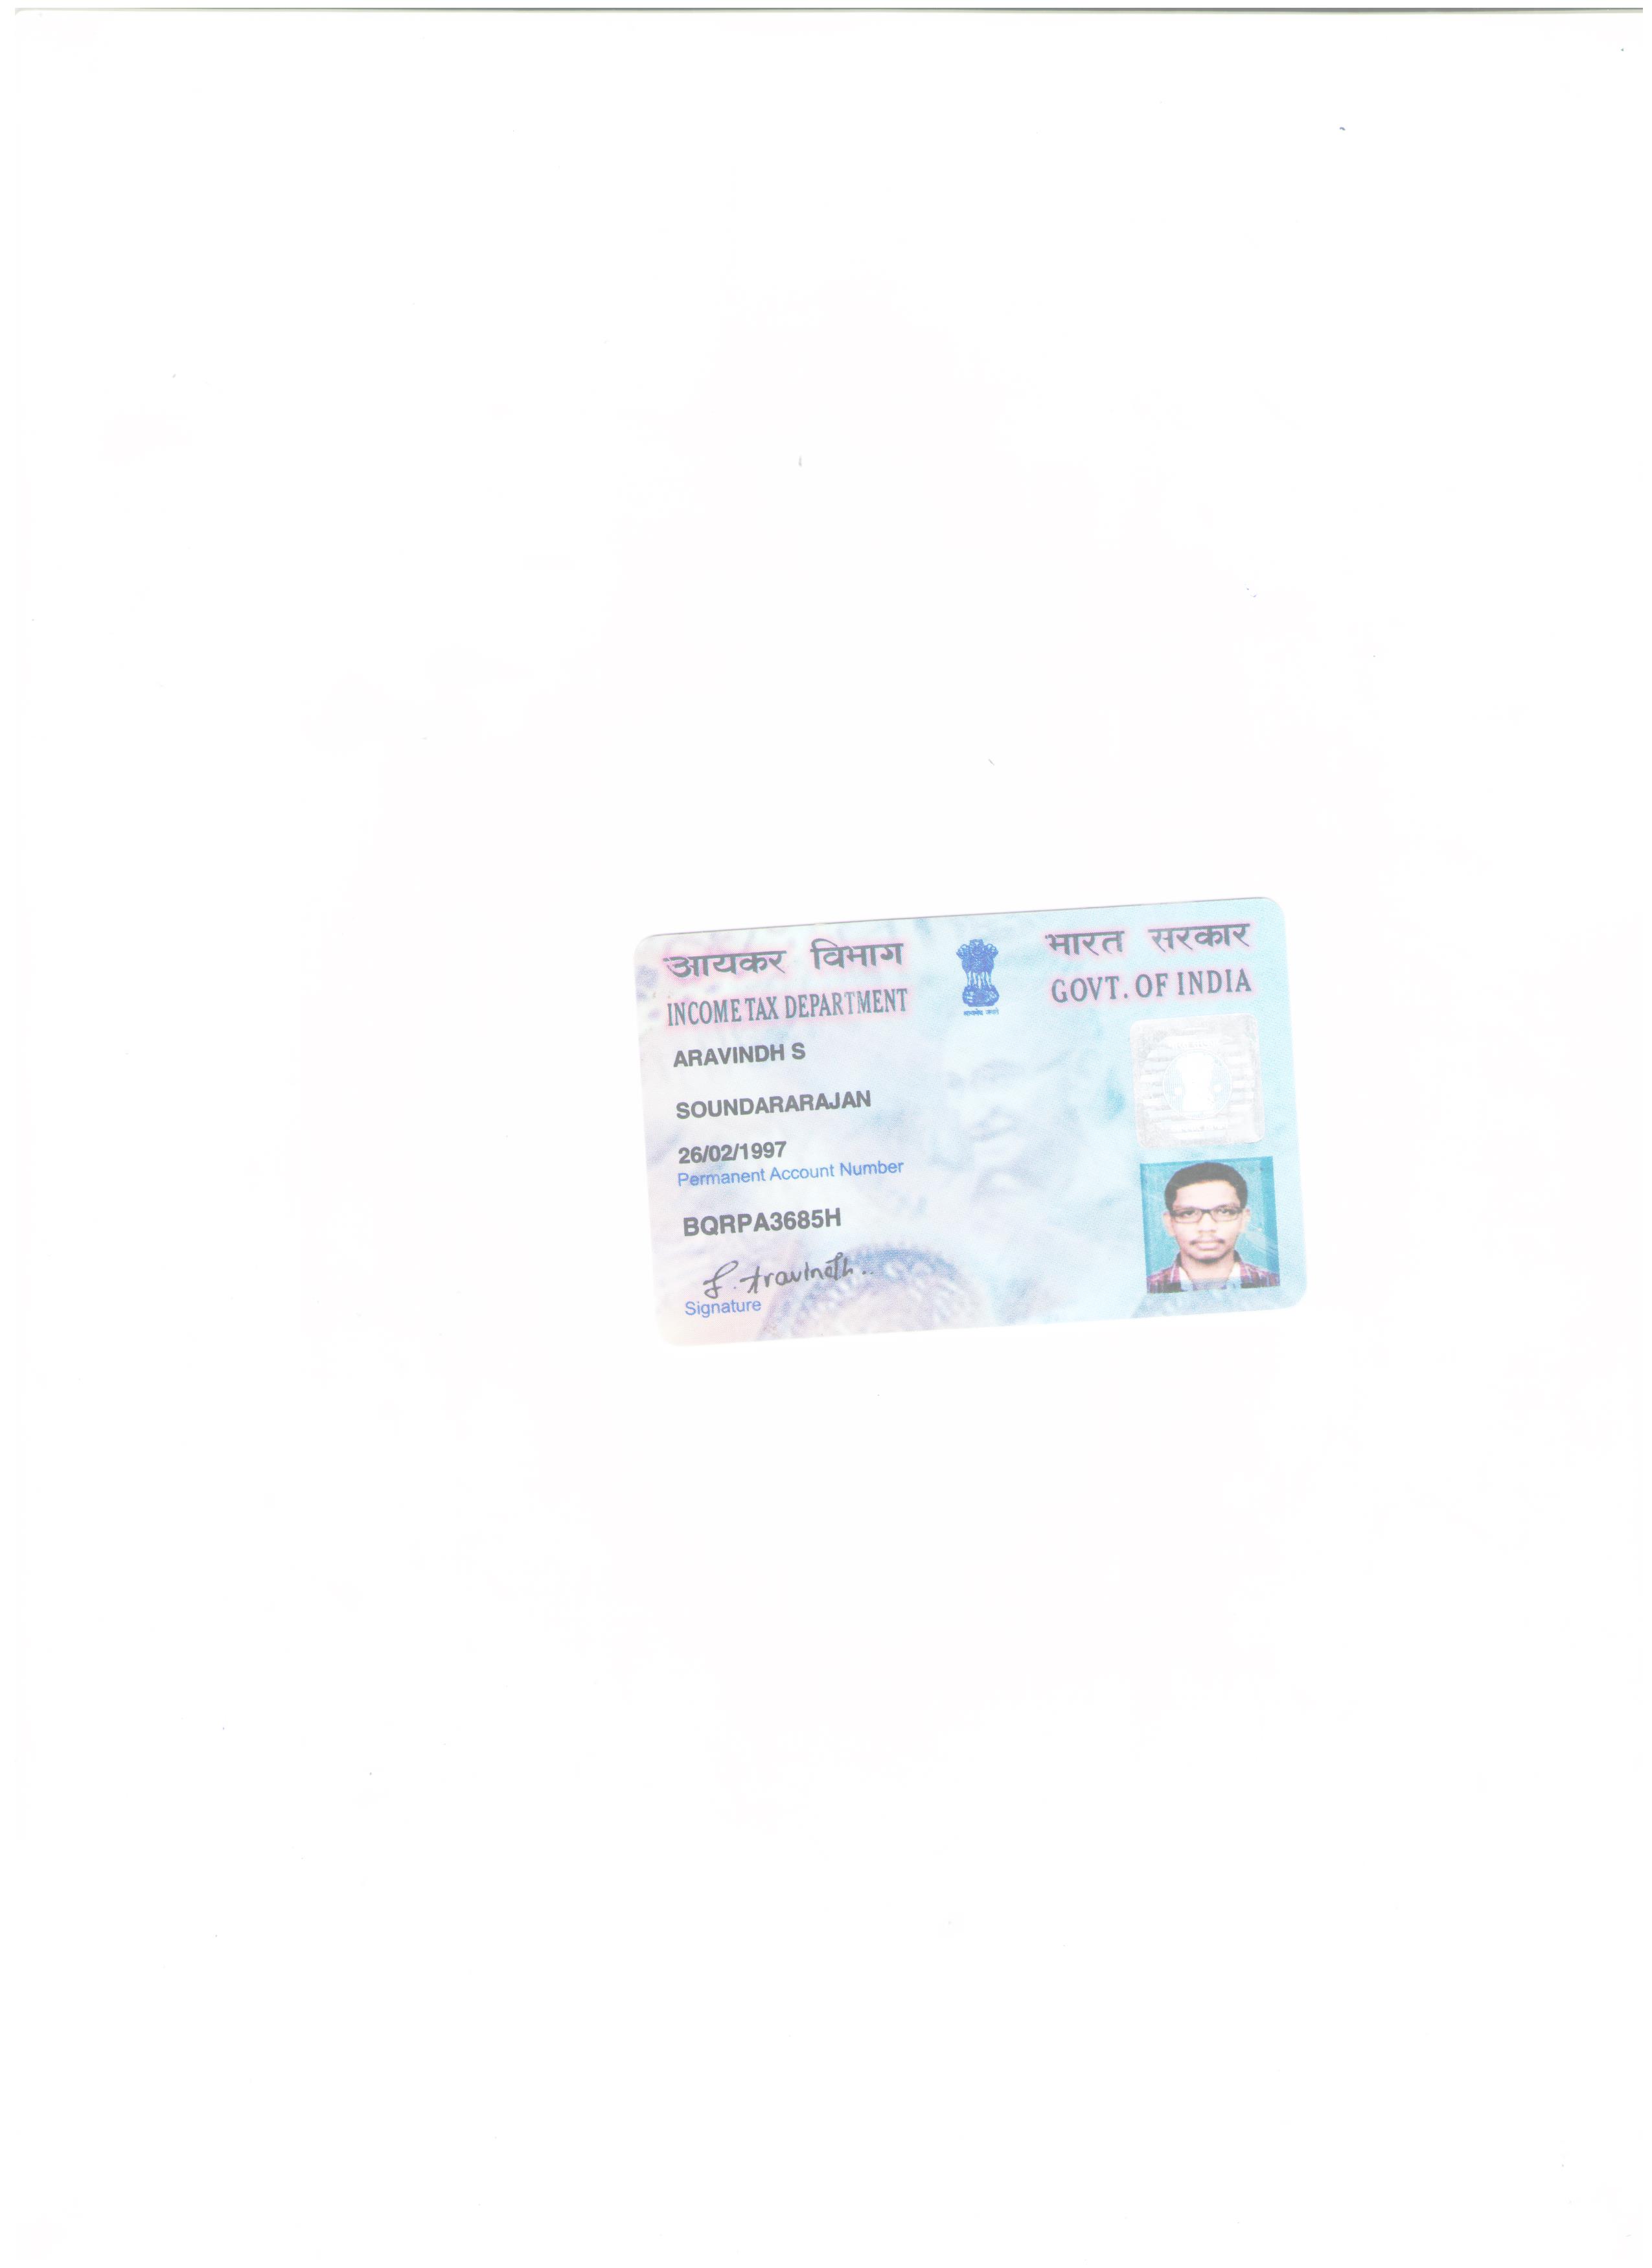 आयकर विभाग
INCOME TAX DEPARTMENT
भारत सरकार
GOVT. OF INDIA
सत्यमेव जयते
ARAVINDH S
SOUNDARARAJAN
26/02/1997
Permanent Account Number
BQRPA3685H
S. Aravindh..
Signature